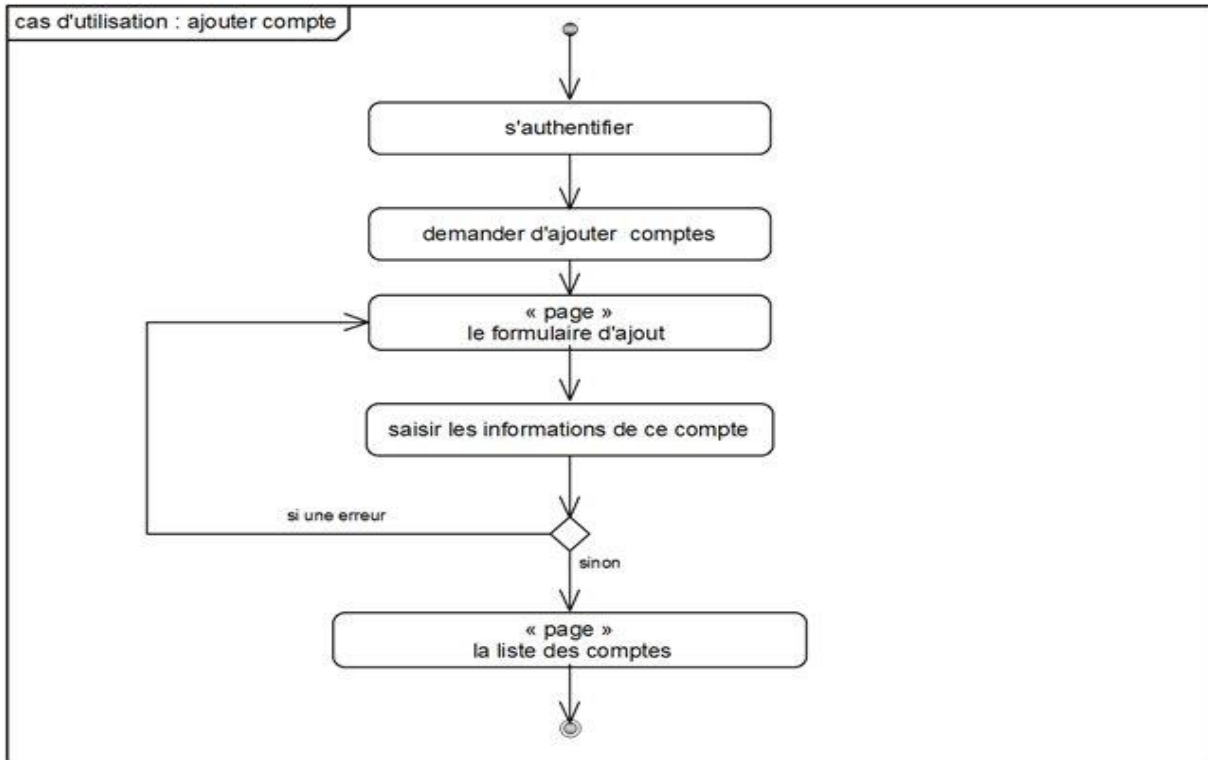 cas d'utilisation : ajouter compte
s'authentifier
demander d'ajouter comptes
« page »
le formulaire d'ajout
saisir les informations de ce compte
si une erreur
sinon
« page »
la liste des comptes